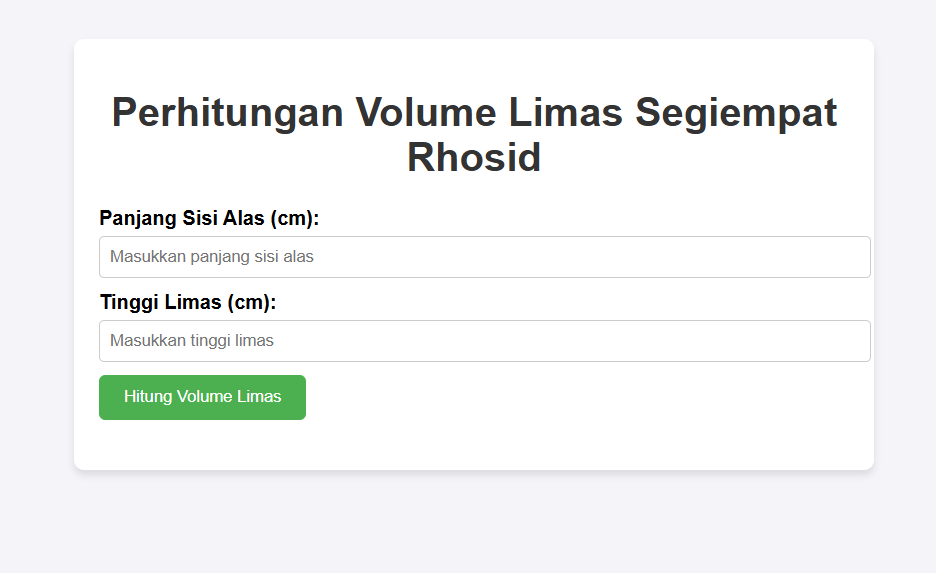 Perhitungan Volume Limas Segiempat
Rhosid
Panjang Sisi Alas (cm):
Masukkan panjang sisi alas
Tinggi Limas (cm):
Masukkan tinggi limas
Hitung Volume Limas